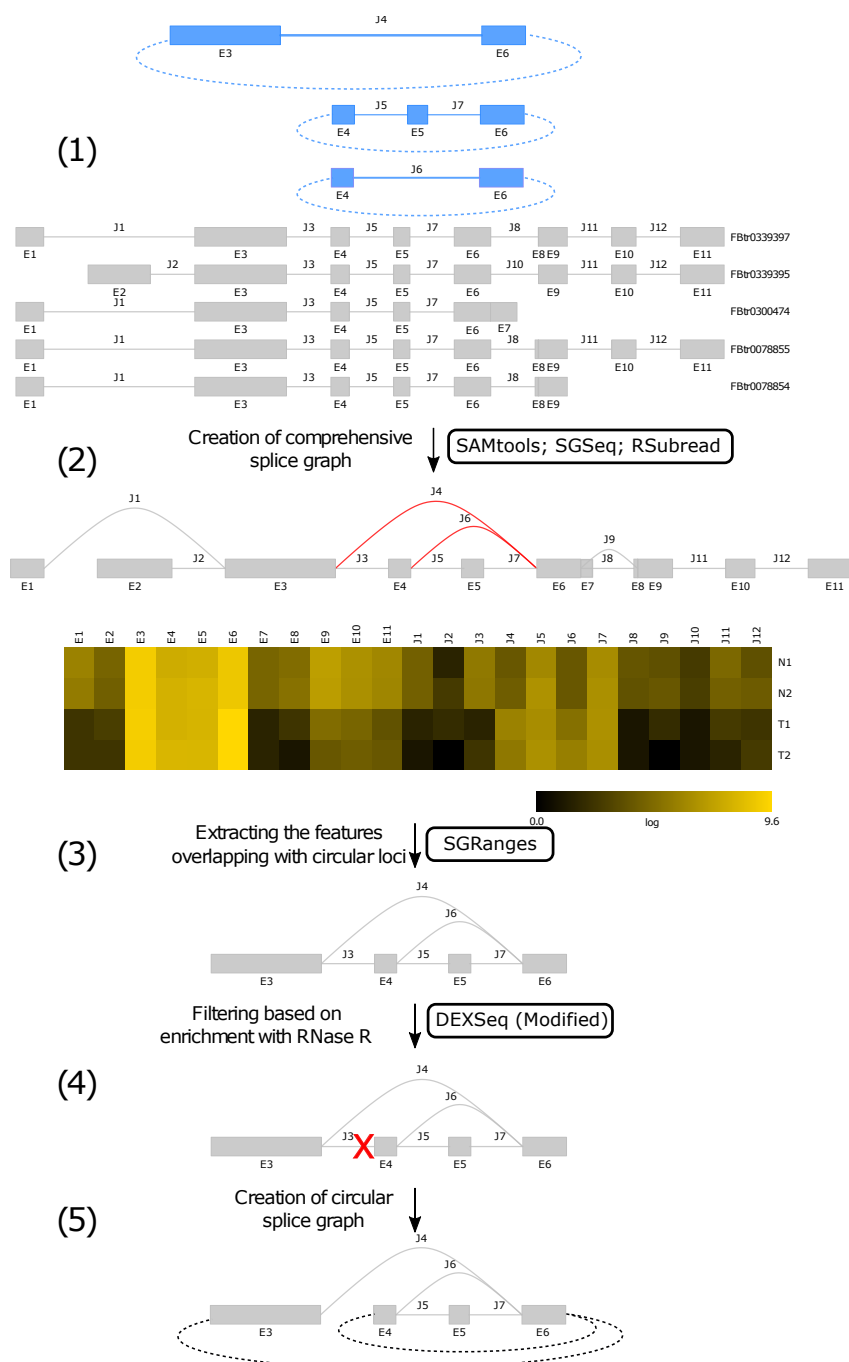 J4
E3 E6
J5 J7
E4 E5 E6
(1)
J6
E4 E6
J1 J3 J5 J7 J8 J11 J12
FBtr0339397
E1 E3 E4 E5 E6 E8 E9 E10 E11
J2 J3 J5 J7 J10 J11 J12
FBtr0339395
E2 E3 E4 E5 E6 E9 E10 E11
J1 J3 J5 J7
FBtr0300474
E1 E3 E4 E5 E6 E7
J1 J3 J5 J7 J8 J11 J12
FBtr0078855
E1 E3 E4 E5 E6 E8 E9 E10 E11
J1 J3 J5 J7 J8
FBtr0078854
E1 E3 E4 E5 E6 E8 E9
Creation of comprehensive
splice graph
SAMtools; SGSeq; RSubread
(2)
J4
J1
J6
J9
J2 J3 J5 J7 J8 J11 J12
E1 E2 E3 E4 E5 E6 E7 E8 E9 E10 E11
E1 E2 E3 E4 E5 E6 E7 E8 E9 E10 E11 J1 J2 J3 J4 J5 J6 J7 J8 J9 J10 J11 J12
N1
N2
T1
T2
0.0 log 9.6
Extracting the features
overlapping with circular loci
SGRanges
(3)
J4
J6
J3 J5 J7
E3 E4 E5 E6
Filtering based on
enrichment with RNase R
DEXSeq (Modified)
(4)
J4
J6
J3 X J5 J7
E3 E4 E5 E6
Creation of circular
splice graph
(5)
J4
J6
J5 J7
E3 E4 E5 E6